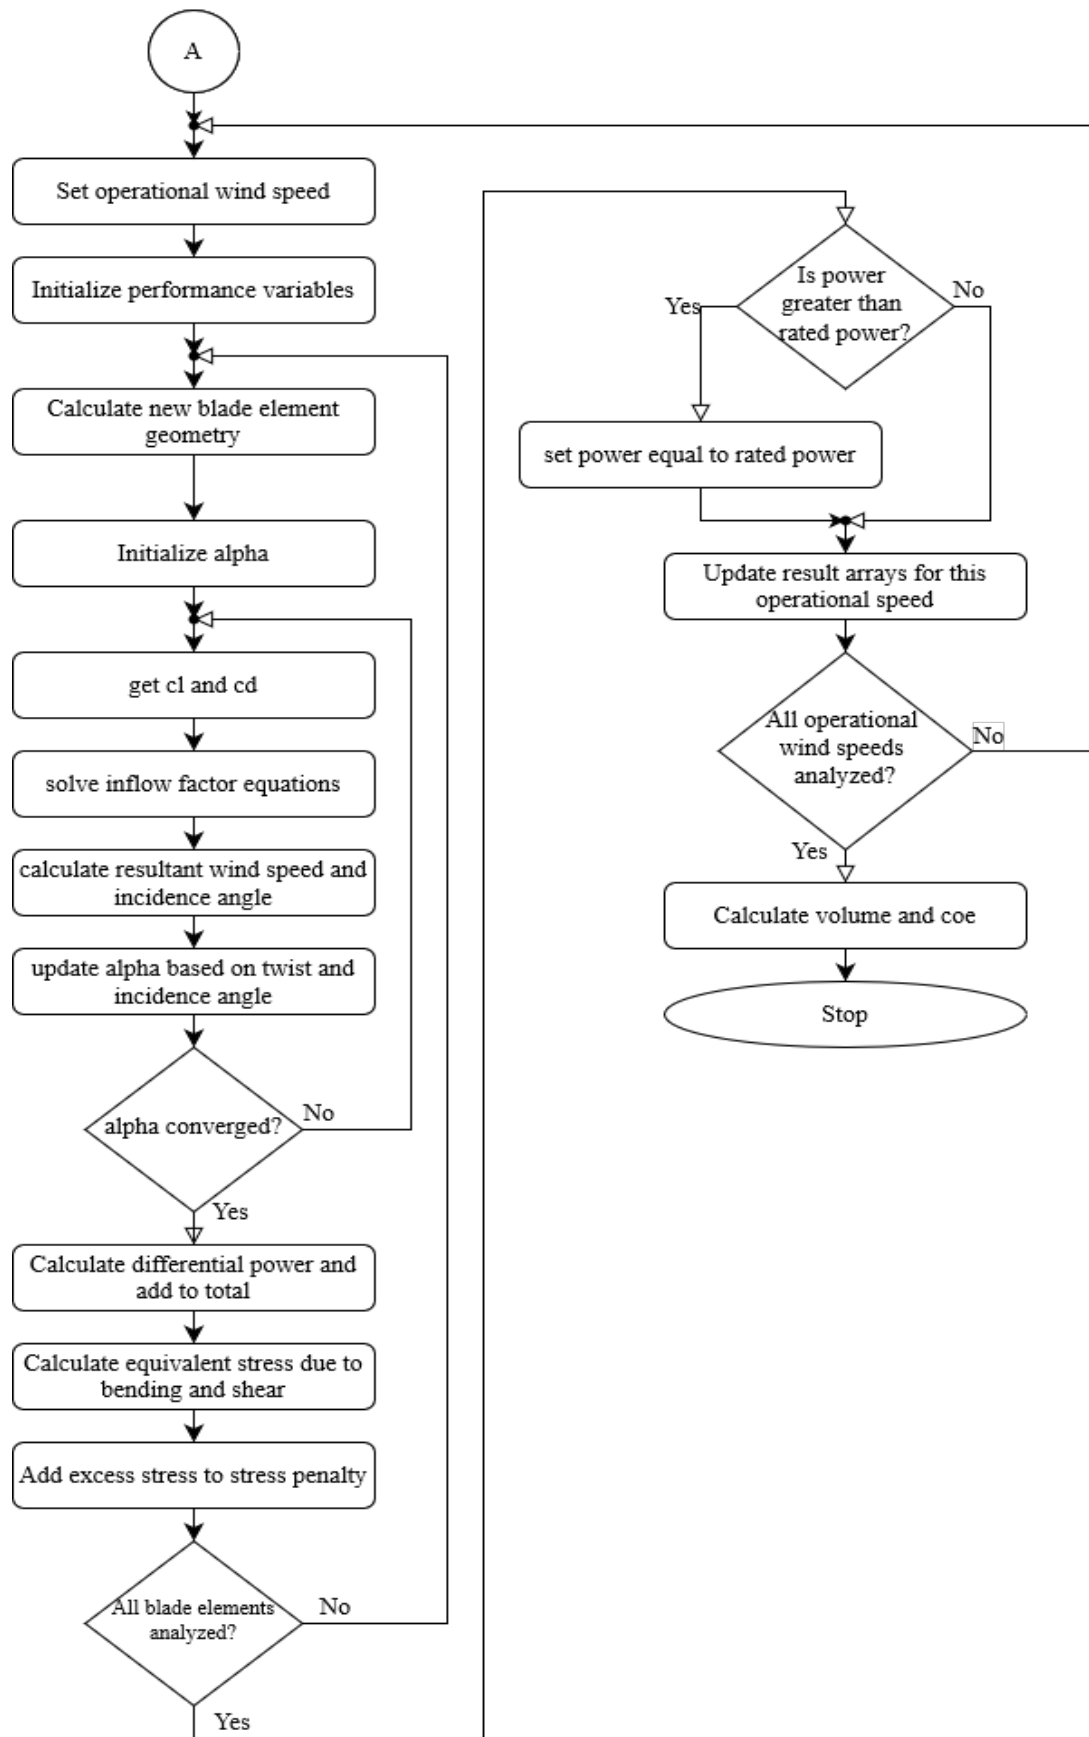 A
Set operational wind speed
Initialize performance variables
Calculate new blade element
geometry
Initialize alpha
get cl and cd
solve inflow factor equations
calculate resultant wind speed and
incidence angle
update alpha based on twist and
incidence angle
alpha converged?
No
Yes
Calculate differential power and
add to total
Calculate equivalent stress due to
bending and shear
Add excess stress to stress penalty
All blade elements
analyzed?
No
Yes
Is power
greater than
rated power?
Yes
No
set power equal to rated power
Update result arrays for this
operational speed
All operational
wind speeds
analyzed?
No
Yes
Calculate volume and coe
Stop